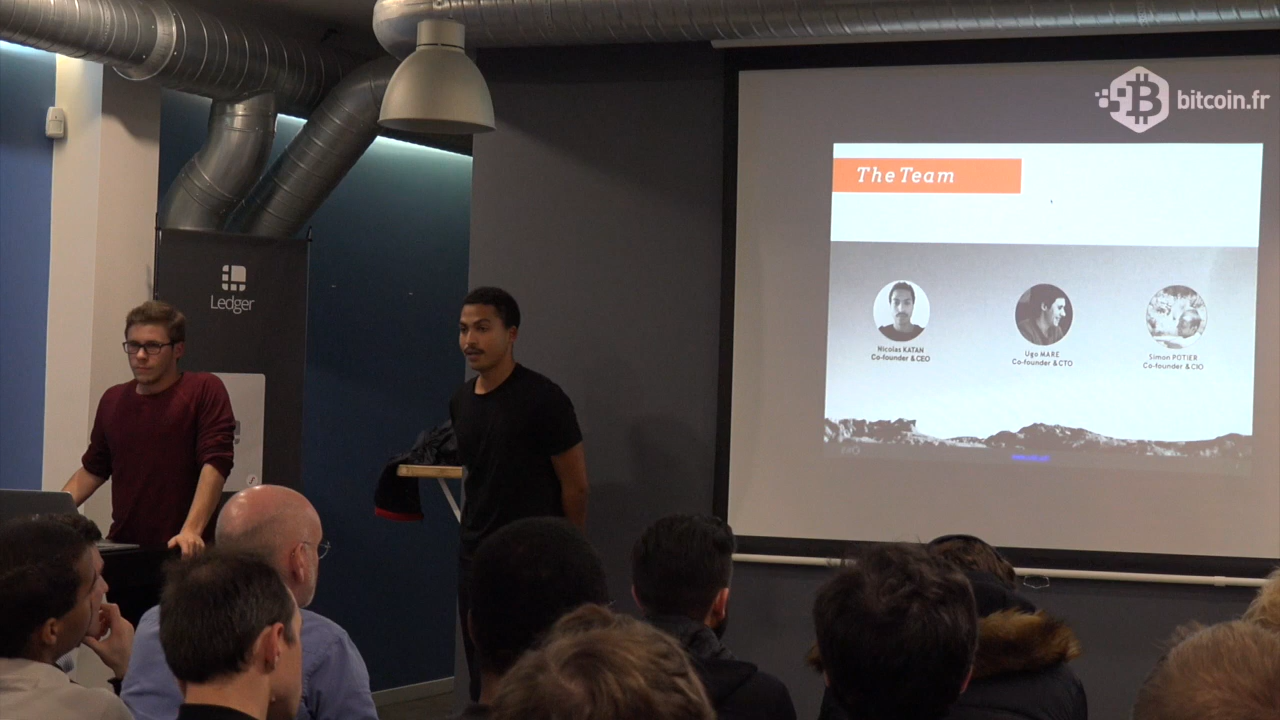 bitcoin.fr
The Team
Ledger
Nicolas KATAN
Co-founder & CEO
Ugo MARE
Co-founder & CTO
Simon POTIER
Co-founder & CIO